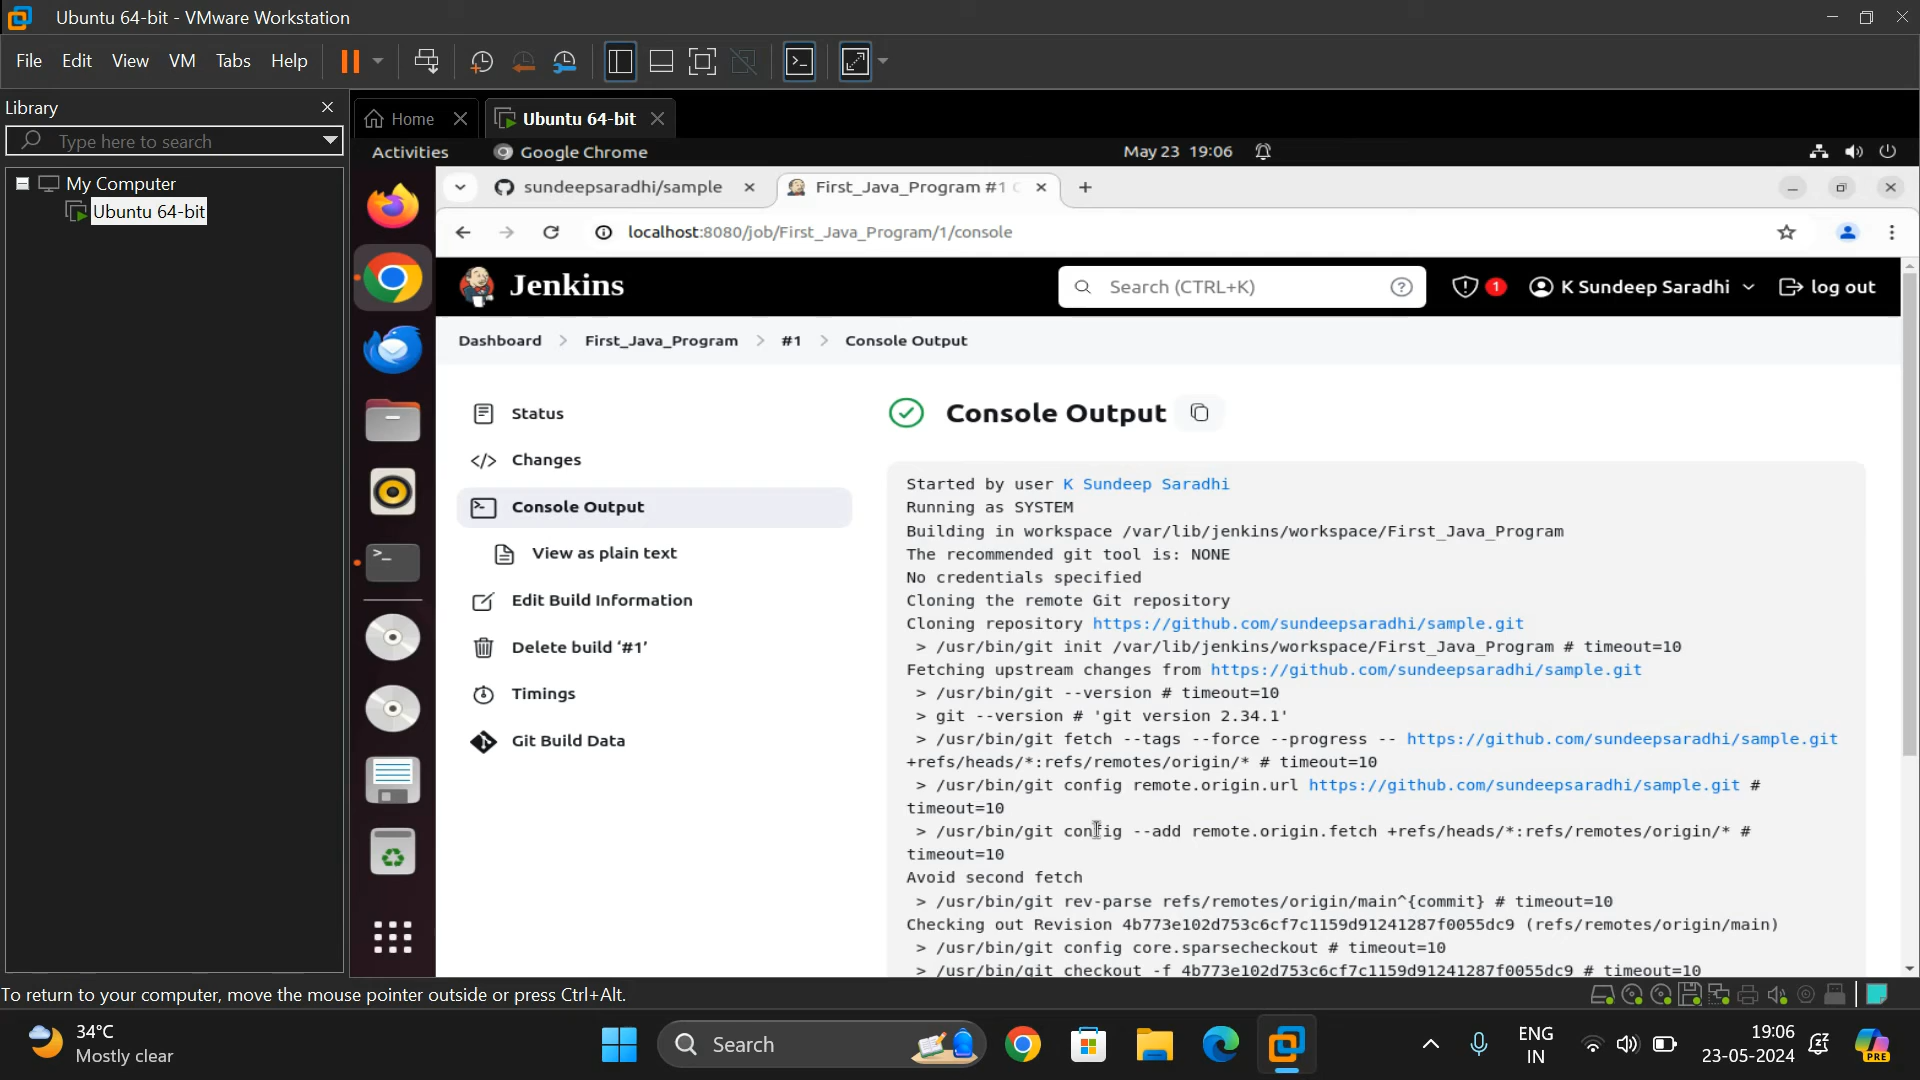 Ubuntu 64-bit - VMware Workstation
File Edit View VM Tabs Help
Library
Type here to search
My Computer
Ubuntu 64-bit
Home
Ubuntu 64-bit
Activities
Google Chrome
May 23 19:06
sundeepsaradhi/sample
First_Java_Program #1 C
localhost:8080/job/First_Java_Program/1/console
Jenkins
Search (CTRL+K)
1
K Sundeep Saradhi
log out
Dashboard > First_Java_Program > #1 > Console Output
Status
Changes
Console Output
View as plain text
Edit Build Information
Delete build ‘#1’
Timings
Git Build Data
Console Output
Started by user K Sundeep Saradhi
Running as SYSTEM
Building in workspace /var/lib/jenkins/workspace/First_Java_Program
The recommended git tool is: NONE
No credentials specified
Cloning the remote Git repository
Cloning repository https://github.com/sundeepsaradhi/sample.git
> /usr/bin/git init /var/lib/jenkins/workspace/First_Java_Program # timeout=10
Fetching upstream changes from https://github.com/sundeepsaradhi/sample.git
> /usr/bin/git --version # timeout=10
> git --version # 'git version 2.34.1'
> /usr/bin/git fetch --tags --force --progress -- https://github.com/sundeepsaradhi/sample.git
+refs/heads/*:refs/remotes/origin/* # timeout=10
> /usr/bin/git config remote.origin.url https://github.com/sundeepsaradhi/sample.git #
timeout=10
> /usr/bin/git config --add remote.origin.fetch +refs/heads/*:refs/remotes/origin/* #
timeout=10
Avoid second fetch
> /usr/bin/git rev-parse refs/remotes/origin/main^{commit} # timeout=10
Checking out Revision 4b773e102d753c6cf7c1159d91241287f0055dc9 (refs/remotes/origin/main)
> /usr/bin/git config core.sparsecheckout # timeout=10
> /usr/bin/git checkout -f 4b773e102d753c6cf7c1159d91241287f0055dc9 # timeout=10
To return to your computer, move the mouse pointer outside or press Ctrl+Alt.
34°C
Mostly clear
Search
ENG
IN
19:06
23-05-2024
PRE